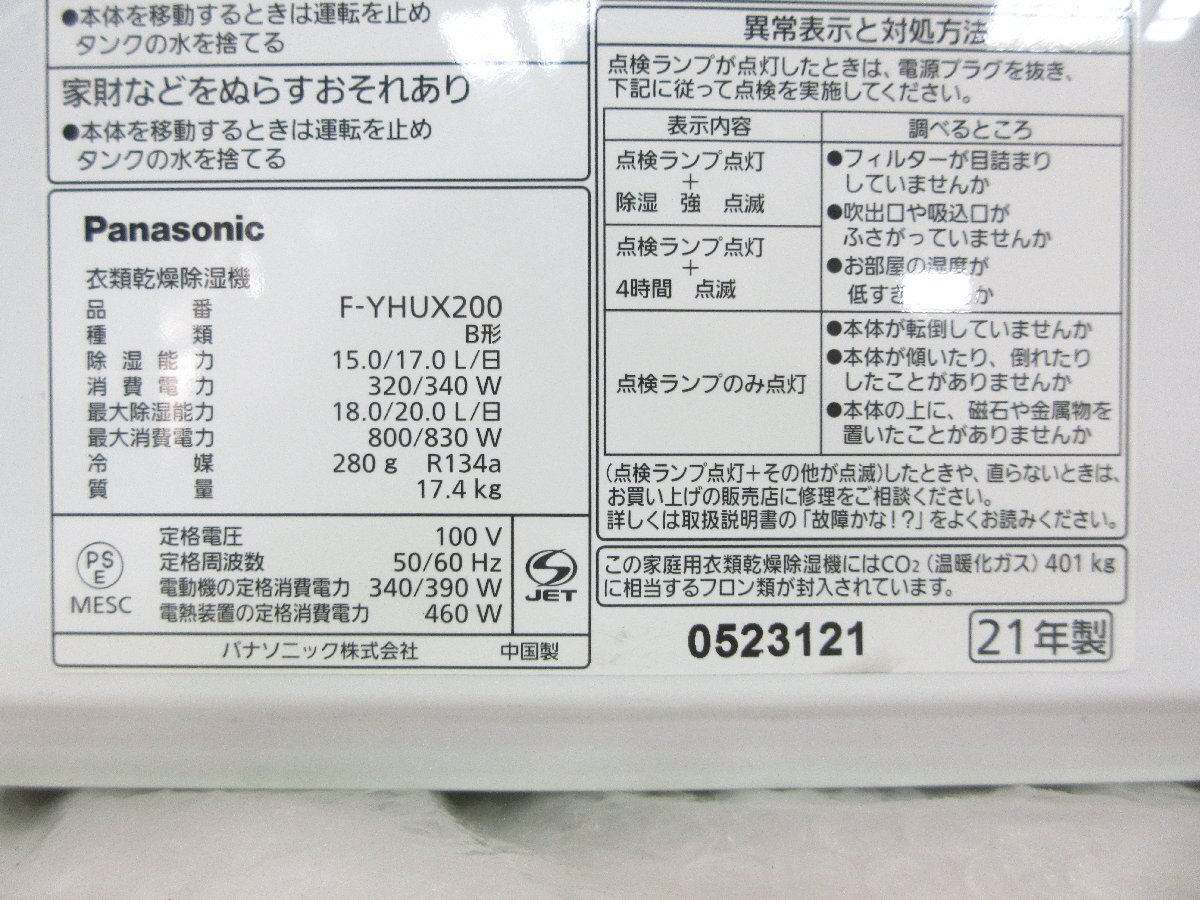 ●本体を移動するときは運転を止め
タンクの水を捨てる
家財などをぬらすおそれあり
●本体を移動するときは運転を止め
タンクの水を捨てる
Panasonic
衣類乾燥除湿機
品番 F-YHUX200
種類 B形
除湿能力 15.0/17.0 L/日
消費電力 320/340 W
最大除湿能力 18.0/20.0 L/日
最大消費電力 800/830 W
冷媒 280 g R134a
質量 17.4 kg
PS
E
MESC
定格電圧 100 V
定格周波数 50/60 Hz
電動機の定格消費電力 340/390 W
電熱装置の定格消費電力 460 W
JET
パナソニック株式会社 中国製
異常表示と対処方法
点検ランプが点灯したときは、電源プラグを抜き、
下記に従って点検を実施してください。
表示内容 調べるところ
点検ランプ点灯
+
除湿 強 点滅
点検ランプ点灯
+
4時間 点滅
●フィルターが目詰まり
していませんか
●吹出口や吸込口が
ふさがっていませんか
●お部屋の湿度が
低すぎ か
点検ランプのみ点灯
●本体が転倒していませんか
●本体が傾いたり、倒れたり
したことがありませんか
●本体の上に、磁石や金属物を
置いたことがありませんか
(点検ランプ点灯+その他が点滅)したときや、直らないときは、
お買い上げの販売店に修理をご相談ください。
詳しくは取扱説明書の「故障かな!?」をよくお読みください。
この家庭用衣類乾燥除湿機にはCO₂(温暖化ガス)401 kg
に相当するフロン類が封入されています。
0523121 21年製